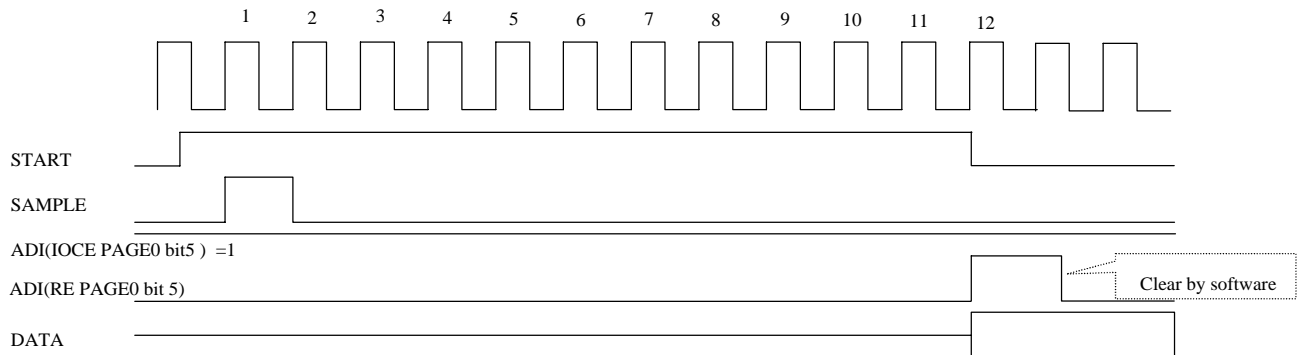 1 2 3 4 5 6 7 8 9 10 11 12
START
SAMPLE
ADI(IOCE PAGE0 bit5 ) =1
ADI(RE PAGE0 bit 5)
Clear by software
DATA